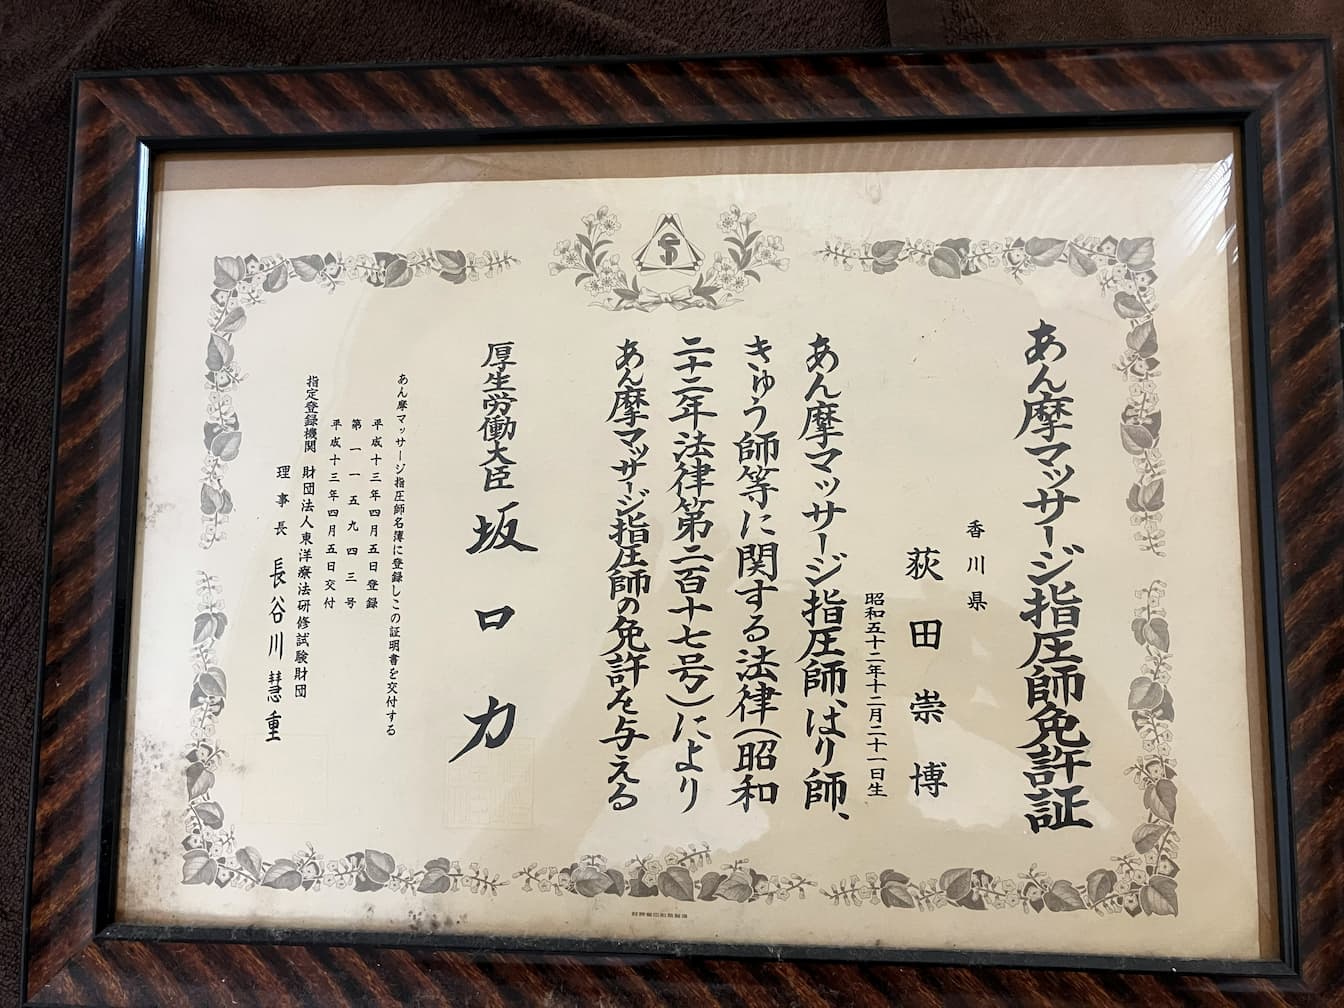 あん摩マッサージ指圧師免許証
香川県
荻田崇博
昭和五十二年十二月二十一日生
あん摩マッサージ指圧師、はり師、
きゅう師等に関する法律（昭和
二十二年法律第二百十七号）により
あん摩マッサージ指圧師の免許を与える
厚生労働大臣 坂口力
あん摩マッサージ指圧師名簿に登録しこの証明書を交付する
平成十三年四月五日登録
第一一五九四三号
平成十三年四月五日交付
指定登録機関 財団法人東洋療法研修試験財団
理事長 長谷川慧重